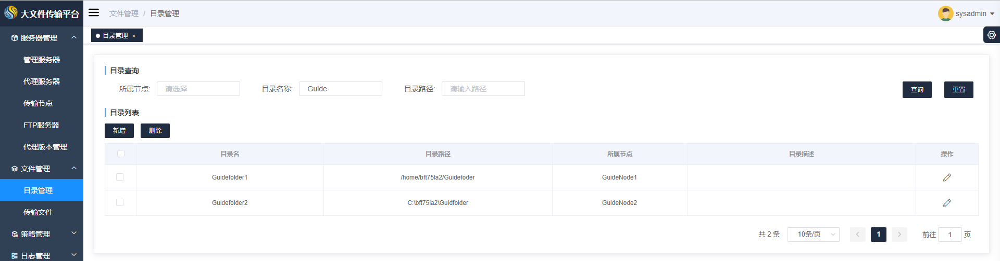 大文件传输平台
文件管理 / 目录管理
sysadmin
服务器管理
管理服务器
代理服务器
传输节点
FTP服务器
代理版本管理
文件管理
目录管理
传输文件
策略管理
日志管理
目录管理 ×
目录查询
所属节点: 请选择 目录名称: Guide 目录路径: 请输入路径 查询 重置
目录列表
新增 删除
目录名 目录路径 所属节点 目录描述 操作
Guidefolder1 /home/bft75la2/Guidefoder GuideNode1
Guidefolder2 C:\bft75la2\Guidfolder GuideNode2
共 2 条 10条/页 1 前往 1 页